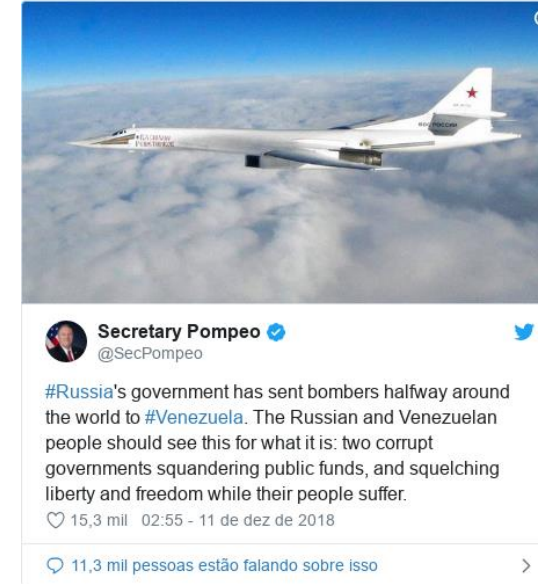 Secretary Pompeo
@SecPompeo
#Russia's government has sent bombers halfway around
the world to #Venezuela. The Russian and Venezuelan
people should see this for what it is: two corrupt
governments squandering public funds, and squelching
liberty and freedom while their people suffer.
15,3 mil 02:55 - 11 de dez de 2018
11,3 mil pessoas estão falando sobre isso